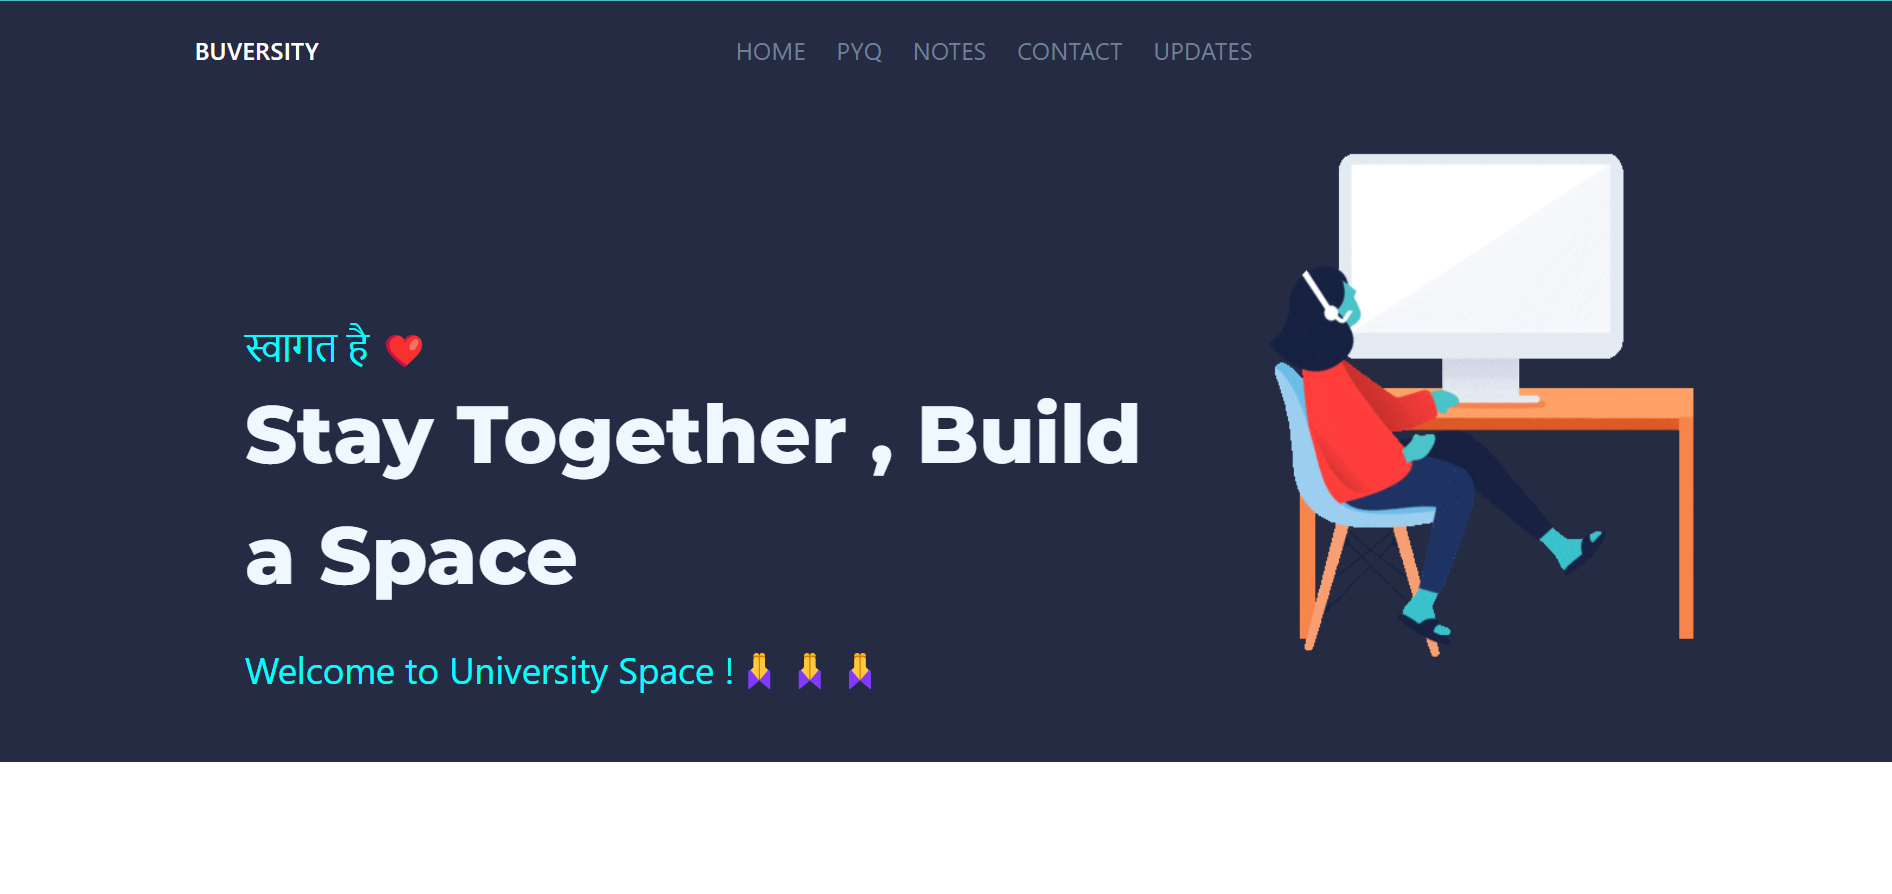 BUVERSITY
HOME PYQ NOTES CONTACT UPDATES
स्वागत है ❤️
Stay Together , Build
a Space
Welcome to University Space !🙏 🙏 🙏